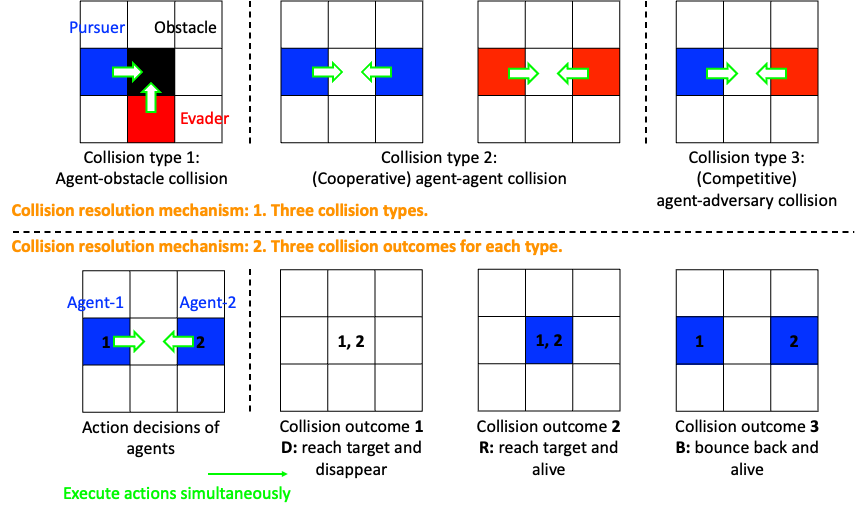 Pursuer
Obstacle
Evader
Collision type 1:
Agent-obstacle collision
Collision type 2:
(Cooperative) agent-agent collision
Collision type 3:
(Competitive)
agent-adversary collision
Collision resolution mechanism: 1. Three collision types.
Collision resolution mechanism: 2. Three collision outcomes for each type.
Agent-1
Agent-2
1
2
1, 2
1, 2
1
2
Action decisions of
agents
Collision outcome 1
D: reach target and
disappear
Collision outcome 2
R: reach target and
alive
Collision outcome 3
B: bounce back and
alive
Execute actions simultaneously